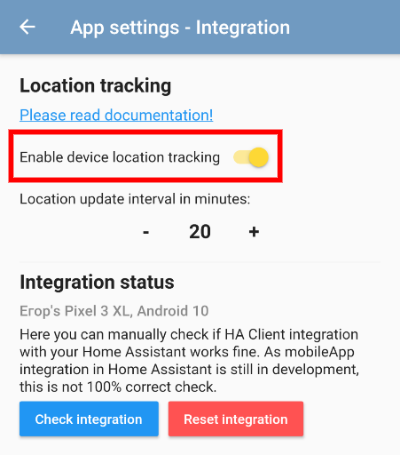 App settings - Integration
Location tracking
Please read documentation!
Enable device location tracking
Location update interval in minutes:
- 20 +
Integration status
Егор's Pixel 3 XL, Android 10
Here you can manually check if HA Client integration
with your Home Assistant works fine. As mobileApp
integration in Home Assistant is still in development,
this is not 100% correct check.
Check integration Reset integration